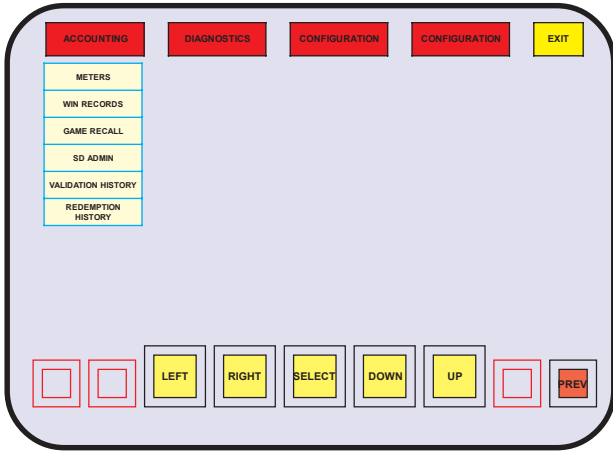 ACCOUNTING DIAGNOSTICS CONFIGURATION CONFIGURATION EXIT
METERS
WIN RECORDS
GAME RECALL
SD ADMIN
VALIDATION HISTORY
REDEMPTION
HISTORY
LEFT RIGHT SELECT DOWN UP PREV